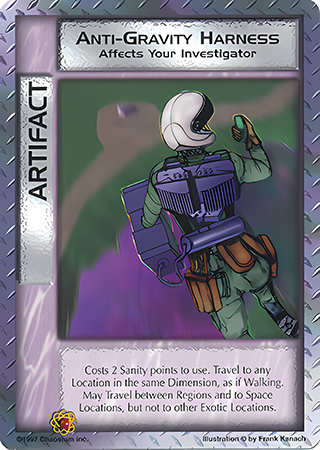 Anti-Gravity Harness
Affects Your Investigator
ARTIFACT
Costs 2 Sanity points to use. Travel to any
Location in the same Dimension, as if Walking.
May Travel between Regions and to Space
Locations, but not to other Exotic Locations.
©1997 Chaosium Inc.
Illustration © by Frank Kanach